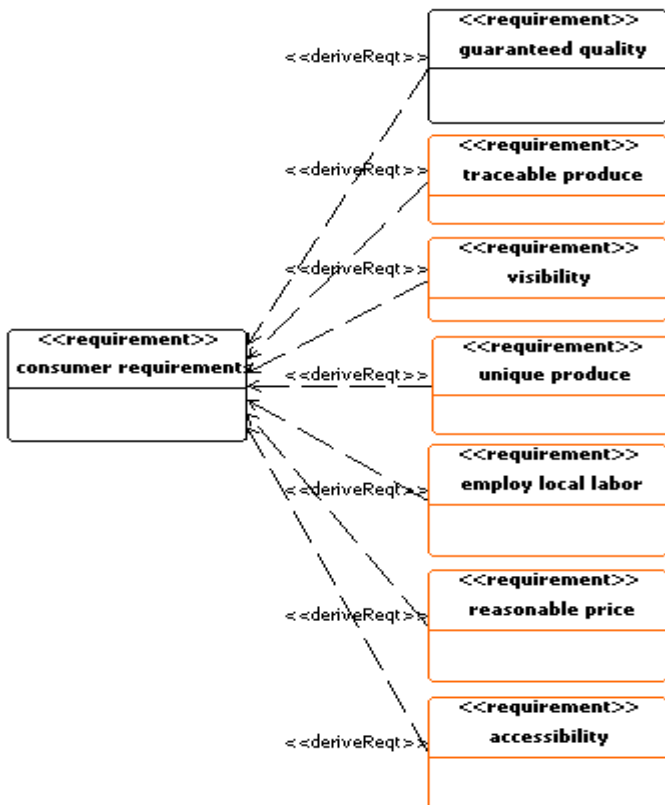 <<requirement>>
guaranteed quality
<<deriveReqt>>
<<requirement>>
traceable produce
<<deriveReqt>>
<<requirement>>
visibility
<<deriveReqt>>
<<requirement>>
consumer requirements
<<requirement>>
unique produce
<<deriveReqt>>
<<requirement>>
employ local labor
<<deriveReqt>>
<<requirement>>
reasonable price
<<deriveReqt>>
<<requirement>>
accessibility
<<deriveReqt>>